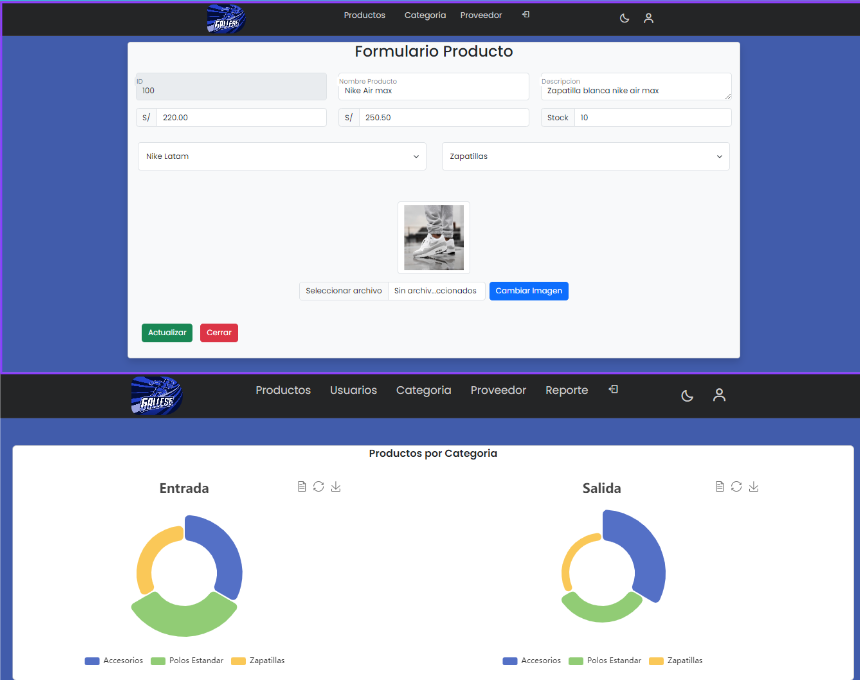 GALLESE
Productos Categoria Proveedor
Formulario Producto
ID
100
Nombre Producto
Nike Air max
Descripcion
Zapatilla blanca nike air max
S/ 220.00 S/ 250.50 Stock 10
Nike Latam Zapatillas
Seleccionar archivo Sin archiv...ccionados Cambiar Imagen
Actualizar Cerrar
GALLESE
Productos Usuarios Categoria Proveedor Reporte
Productos por Categoria
Entrada Salida
Accesorios Polos Estandar Zapatillas Accesorios Polos Estandar Zapatillas